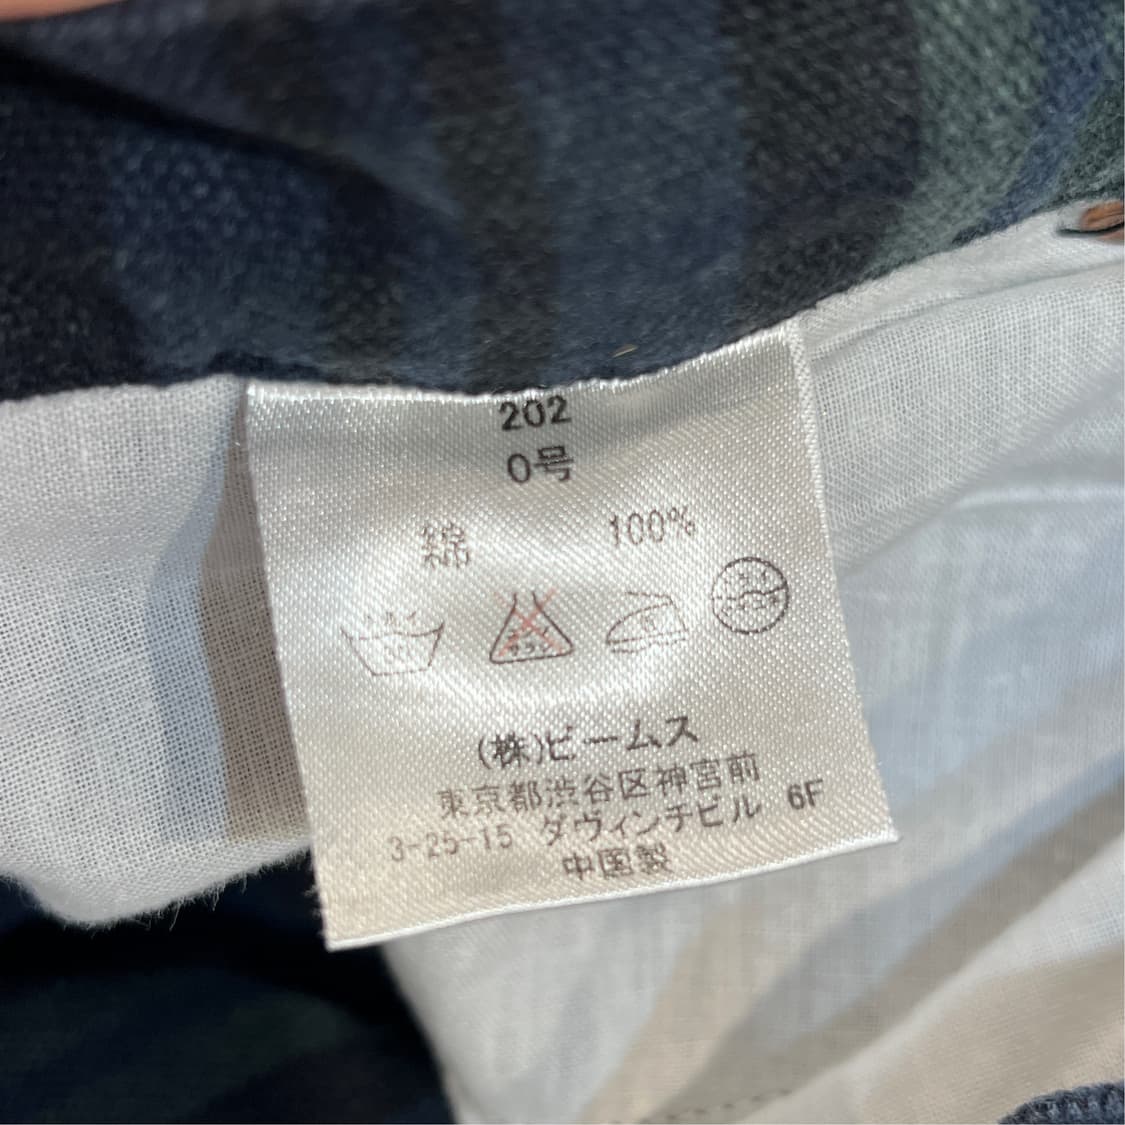 202
0号
綿 100%
(株)ビームス
東京都渋谷区神宮前
3-25-15 ダヴィンチビル 6F
中国製